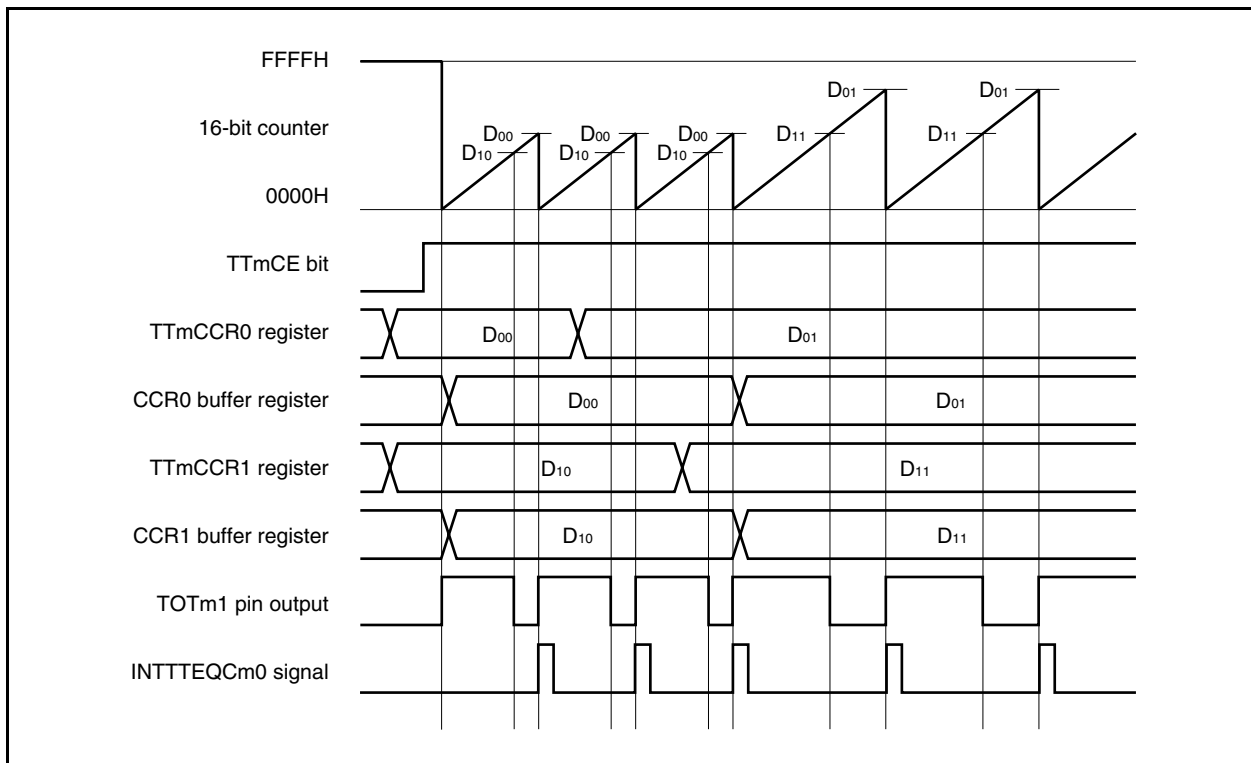 FFFFH
D01 D01
16-bit counter
D00 D00 D00 D11 D11
D10 D10 D10
0000H
TTmCE bit
TTmCCR0 register D00 D01
CCR0 buffer register D00 D01
TTmCCR1 register D10 D11
CCR1 buffer register D10 D11
TOTm1 pin output
INTTTEQCm0 signal